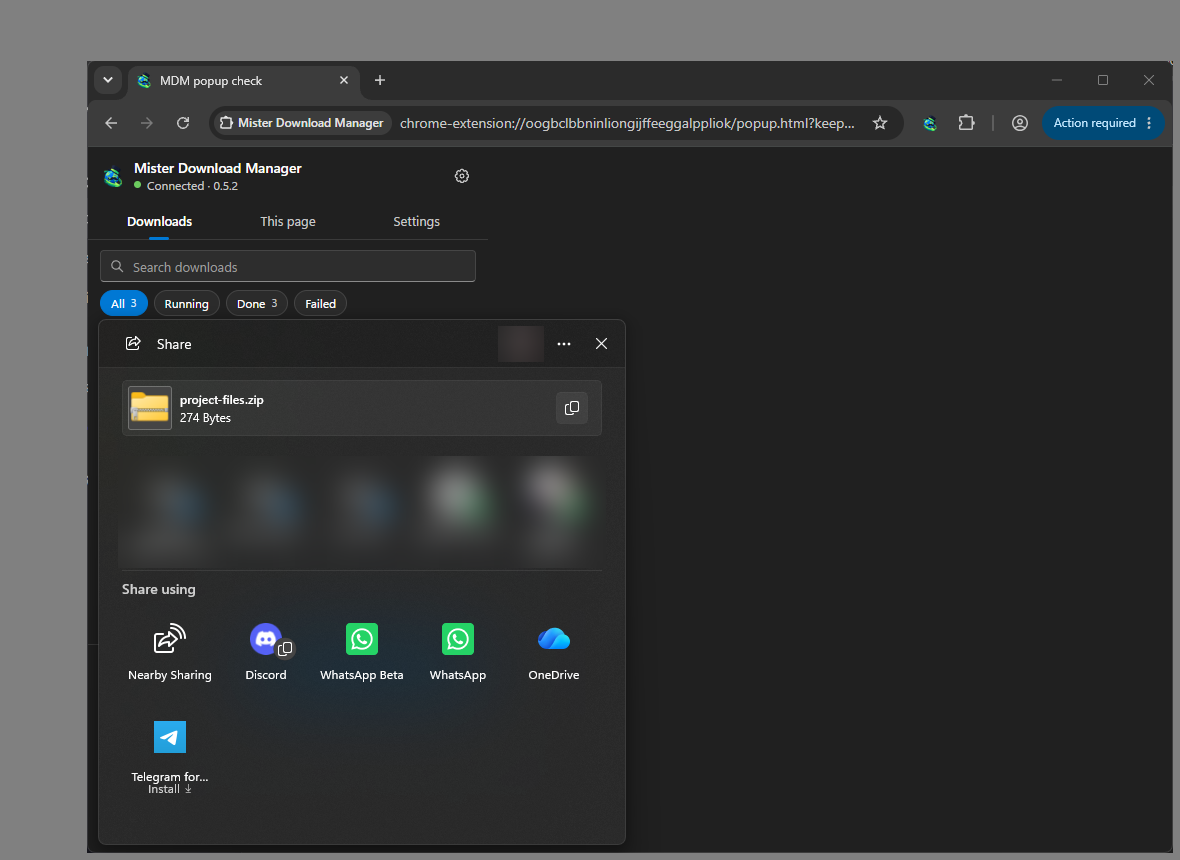 MDM popup check
Mister Download Manager
chrome-extension://oogbclbbninliongijffeeggalppliok/popup.html?keep...
Action required
Mister Download Manager
Connected · 0.5.2
Downloads
This page
Settings
Search downloads
All 3
Running
Done 3
Failed
Share
project-files.zip
274 Bytes
Share using
Nearby Sharing
Discord
WhatsApp Beta
WhatsApp
OneDrive
Telegram for...
Install